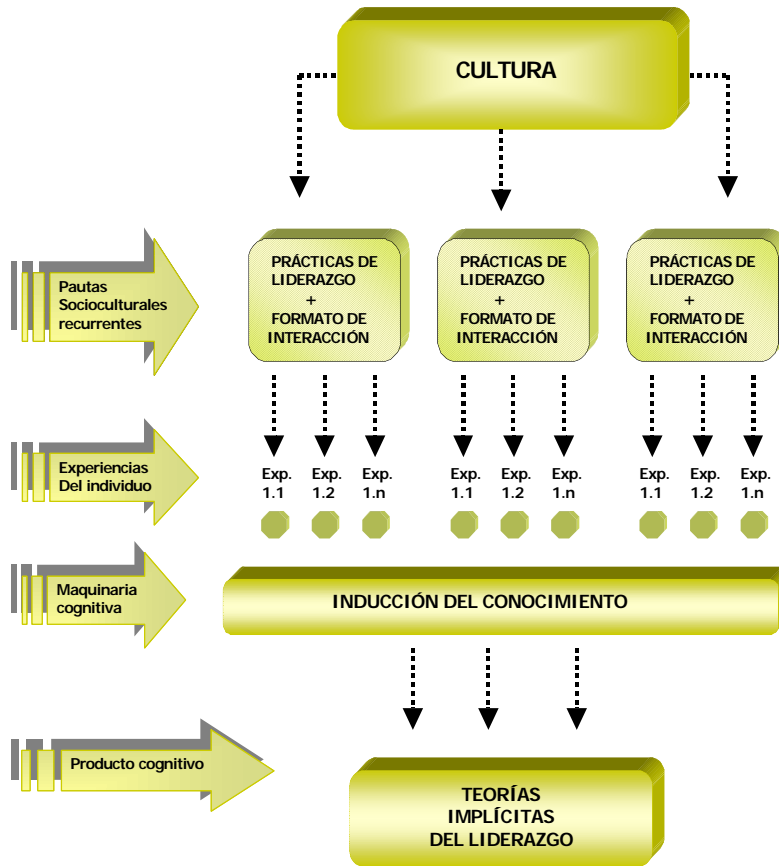 CULTURA
PRÁCTICAS DE
LIDERAZGO
+
FORMATO DE
INTERACCIÓN
PRÁCTICAS DE
LIDERAZGO
+
FORMATO DE
INTERACCIÓN
PRÁCTICAS DE
LIDERAZGO
+
FORMATO DE
INTERACCIÓN
Pautas
Socioculturales
recurrentes
Experiencias
Del individuo
Exp.
1.1
Exp.
1.2
Exp.
1.n
Exp.
1.1
Exp.
1.2
Exp.
1.n
Exp.
1.1
Exp.
1.2
Exp.
1.n
Maquinaria
cognitiva
INDUCCIÓN DEL CONOCIMIENTO
Producto cognitivo
TEORÍAS
IMPLÍCITAS
DEL LIDERAZGO